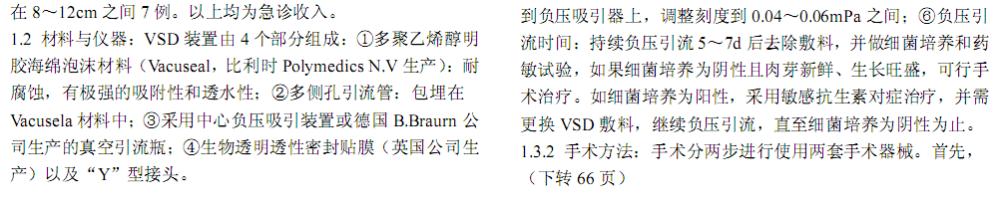 在 8～12cm 之间 7 例。以上均为急诊收入。
1.2 材料与仪器：VSD 装置由 4 个部分组成：①多聚乙烯醇明
胶海绵泡沫材料（Vacuseal，比利时 Polymedics N.V 生产）：耐
腐蚀，有极强的吸附性和透水性；②多侧孔引流管：包埋在
Vacusela 材料中；③采用中心负压吸引装置或德国 B.Braurn 公
司生产的真空引流瓶；④生物透明透性密封贴膜（英国公司生
产）以及“Y”型接头。
到负压吸引器上，调整刻度到 0.04～0.06mPa 之间；⑥负压引
流时间：持续负压引流 5～7d 后去除敷料，并做细菌培养和药
敏试验，如果细菌培养为阴性且肉芽新鲜、生长旺盛，可行手
术治疗。如细菌培养为阳性，采用敏感抗生素对症治疗，并需
更换 VSD 敷料，继续负压引流，直至细菌培养为阴性为止。
1.3.2 手术方法：手术分两步进行使用两套手术器械。首先，
（下转 66 页）